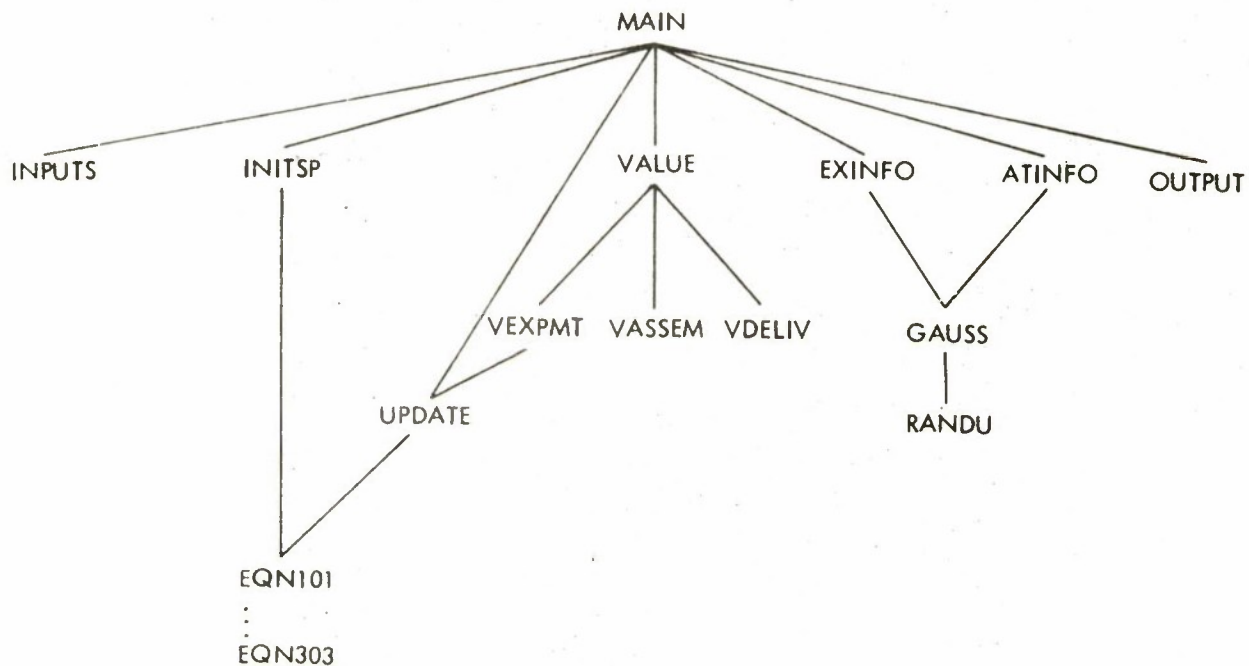 MAIN
INPUTS
INITSP
VALUE
EXINFO
ATINFO
OUTPUT
VEXPMT
VASSEM
VDELIV
GAUSS
UPDATE
RANDU
EQN101
⋮
EQN303